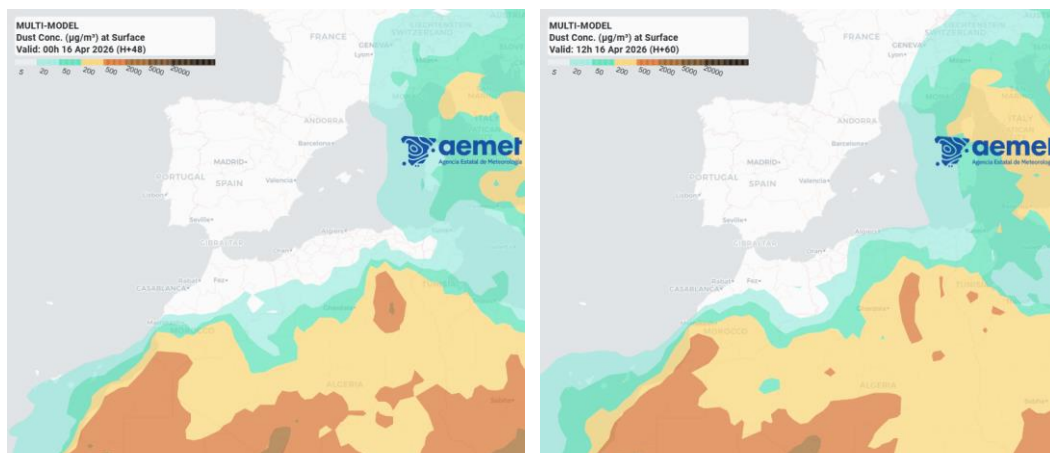 MULTI-MODEL
Dust Conc. (µg/m³) at Surface
Valid: 00h 16 Apr 2026 (H+48)
5 20 50 200 500 2000 5000 20000
LIECHTENSTEIN
SWITZERLAND
FRANCE
GENEVA
Lyon
ITALY
ANDORRA
Barcelona
MADRID
PORTUGAL
SPAIN
Valencia
Lisbon
Seville
GIBRALTAR
aemet
Agencia Estatal de Meteorología
Algiers
Oran
Rabat
Fez
CASABLANCA
TUNISIA
MOROCCO
ALGERIA
MULTI-MODEL
Dust Conc. (µg/m³) at Surface
Valid: 12h 16 Apr 2026 (H+60)
5 20 50 200 500 2000 5000 20000
LIECHTENSTEIN
SWITZERLAND
FRANCE
GENEVA
Lyon
ITALY
ANDORRA
Barcelona
MADRID
PORTUGAL
SPAIN
Valencia
Lisbon
Seville
GIBRALTAR
aemet
Agencia Estatal de Meteorología
Algiers
Oran
Rabat
Fez
CASABLANCA
TUNISIA
MOROCCO
ALGERIA